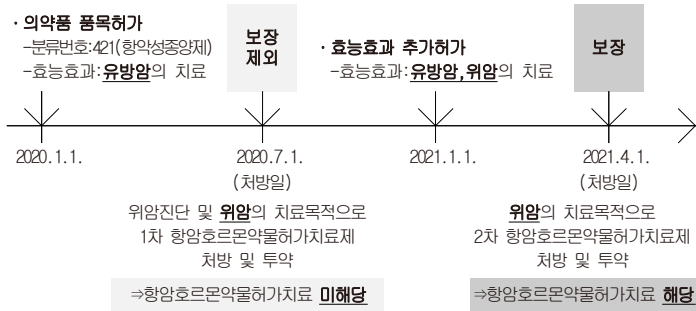 · 의약품 품목허가
-분류번호:421(항악성종양제)
-효능효과:유방암의 치료
보장
제외
· 효능효과 추가허가
-효능효과:유방암,위암의 치료
보장
2020.1.1.
2020.7.1.
(처방일)
2021.1.1.
2021.4.1.
(처방일)
위암진단 및 위암의 치료목적으로
1차 항암호르몬약물허가치료제
처방 및 투약
⇒항암호르몬약물허가치료 미해당
위암의 치료목적으로
2차 항암호르몬약물허가치료제
처방 및 투약
⇒항암호르몬약물허가치료 해당